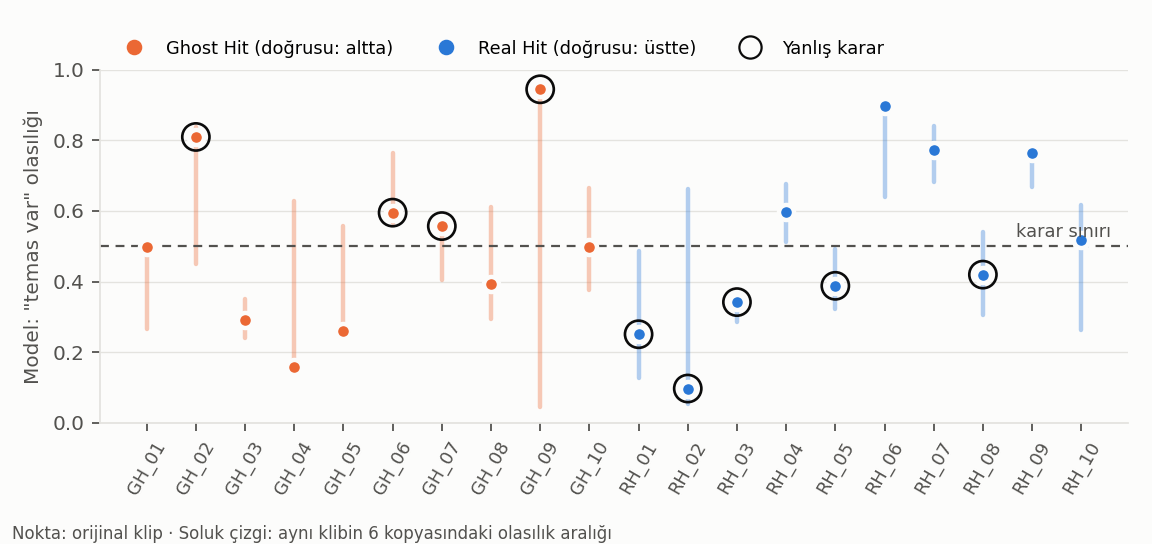 Ghost Hit (doğrusu: altta) Real Hit (doğrusu: üstte) Yanlış karar
Model: "temas var" olasılığı
1.0
0.8
0.6
0.4
0.2
0.0
karar sınırı
GH_01 GH_02 GH_03 GH_04 GH_05 GH_06 GH_07 GH_08 GH_09 GH_10 RH_01 RH_02 RH_03 RH_04 RH_05 RH_06 RH_07 RH_08 RH_09 RH_10
Nokta: orijinal klip · Soluk çizgi: aynı klibin 6 kopyasındaki olasılık aralığı